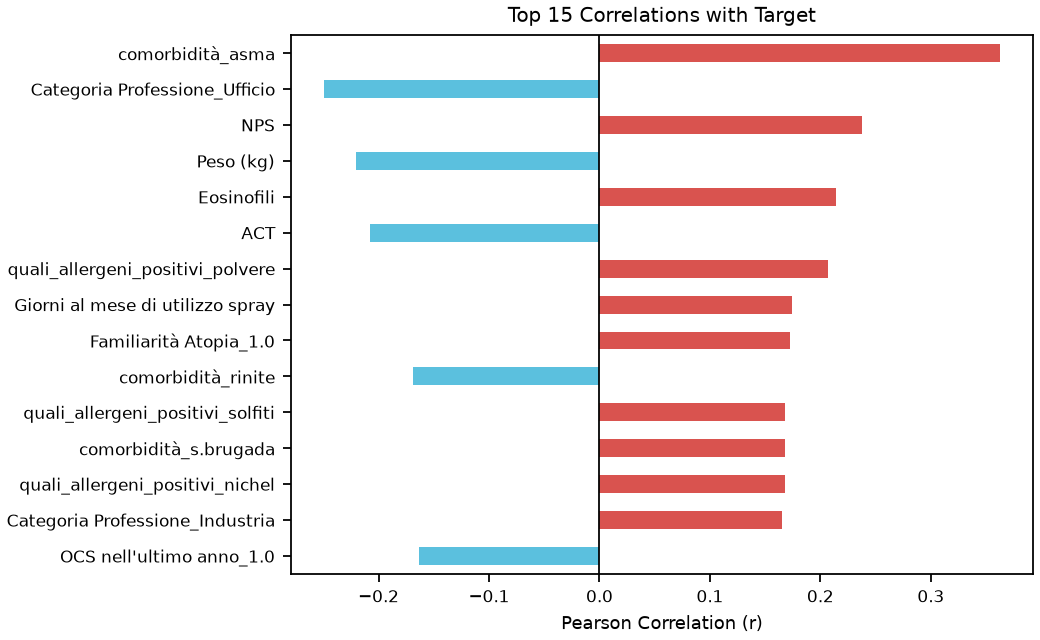 Top 15 Correlations with Target
comorbidità_asma
Categoria Professione_Ufficio
NPS
Peso (kg)
Eosinofili
ACT
quali_allergeni_positivi_polvere
Giorni al mese di utilizzo spray
Familiarità Atopia_1.0
comorbidità_rinite
quali_allergeni_positivi_solfiti
comorbidità_s.brugada
quali_allergeni_positivi_nichel
Categoria Professione_Industria
OCS nell'ultimo anno_1.0
−0.2 −0.1 0.0 0.1 0.2 0.3
Pearson Correlation (r)